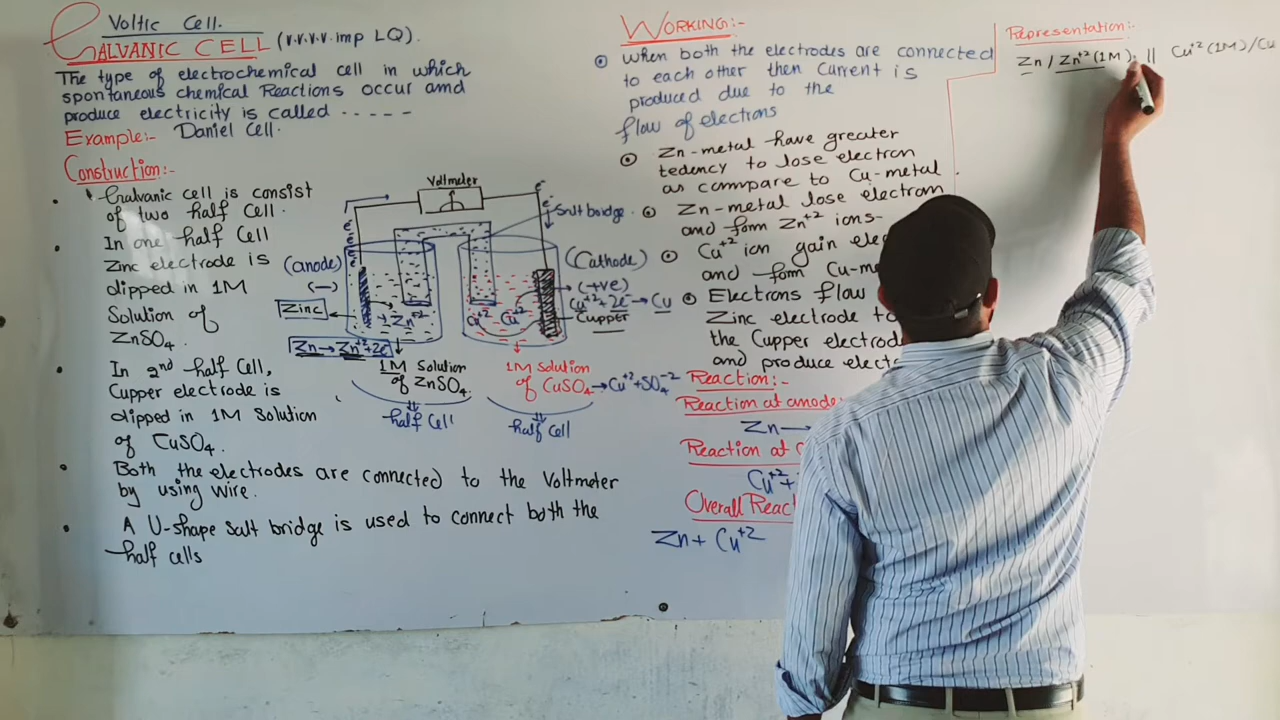 Voltic Cell.
GALVANIC CELL (v.v.v.v.imp LQ).
The type of electrochemical cell in which
spontaneous chemical Reactions occur and
produce electricity is called -----
Example:- Daniel Cell.
Construction:-
Galvanic cell is consist
of two half Cell.
In one half Cell
Zinc electrode is
dipped in 1M
Solution of
ZnSO₄.
In 2nd half Cell,
Cupper electrode is
dipped in 1M Solution
of CuSO₄.
Both the electrodes are connected to the Voltmeter
by using wire.
A U-shape Salt bridge is used to connect both the
half cells
Voltmeter
e⁻
e⁻
e⁻
Salt bridge.
(anode)
(-)
Zinc
Zn → Zn⁺²+2e⁻
Zn⁺²
Cu⁺² Cu⁺²
(Cathode)
(+ve)
Cu⁺²+2e⁻→Cu
Cupper
1M Solution
of ZnSO₄.
half Cell
1M Solution
of CuSO₄→Cu⁺²+SO₄⁻²
half Cell
WORKING:-
when both the electrodes are connected
to each other then Current is
produced due to the
flow of electrons
Zn-metal have greater
tedency to lose electron
as compare to Cu-metal.
Zn-metal lose electron
and form Zn⁺² ions-
Cu⁺² ion gain
and form Cu-
Electrons flow
Zinc electrode
the Cupper
and produce
Reaction:-
Reaction at anode:
Zn →
Reaction at
Cu⁺²+
Overall
Zn + Cu⁺²
Representation:-
Zn / Zn⁺²(1M) || Cu⁺²(1M)/Cu